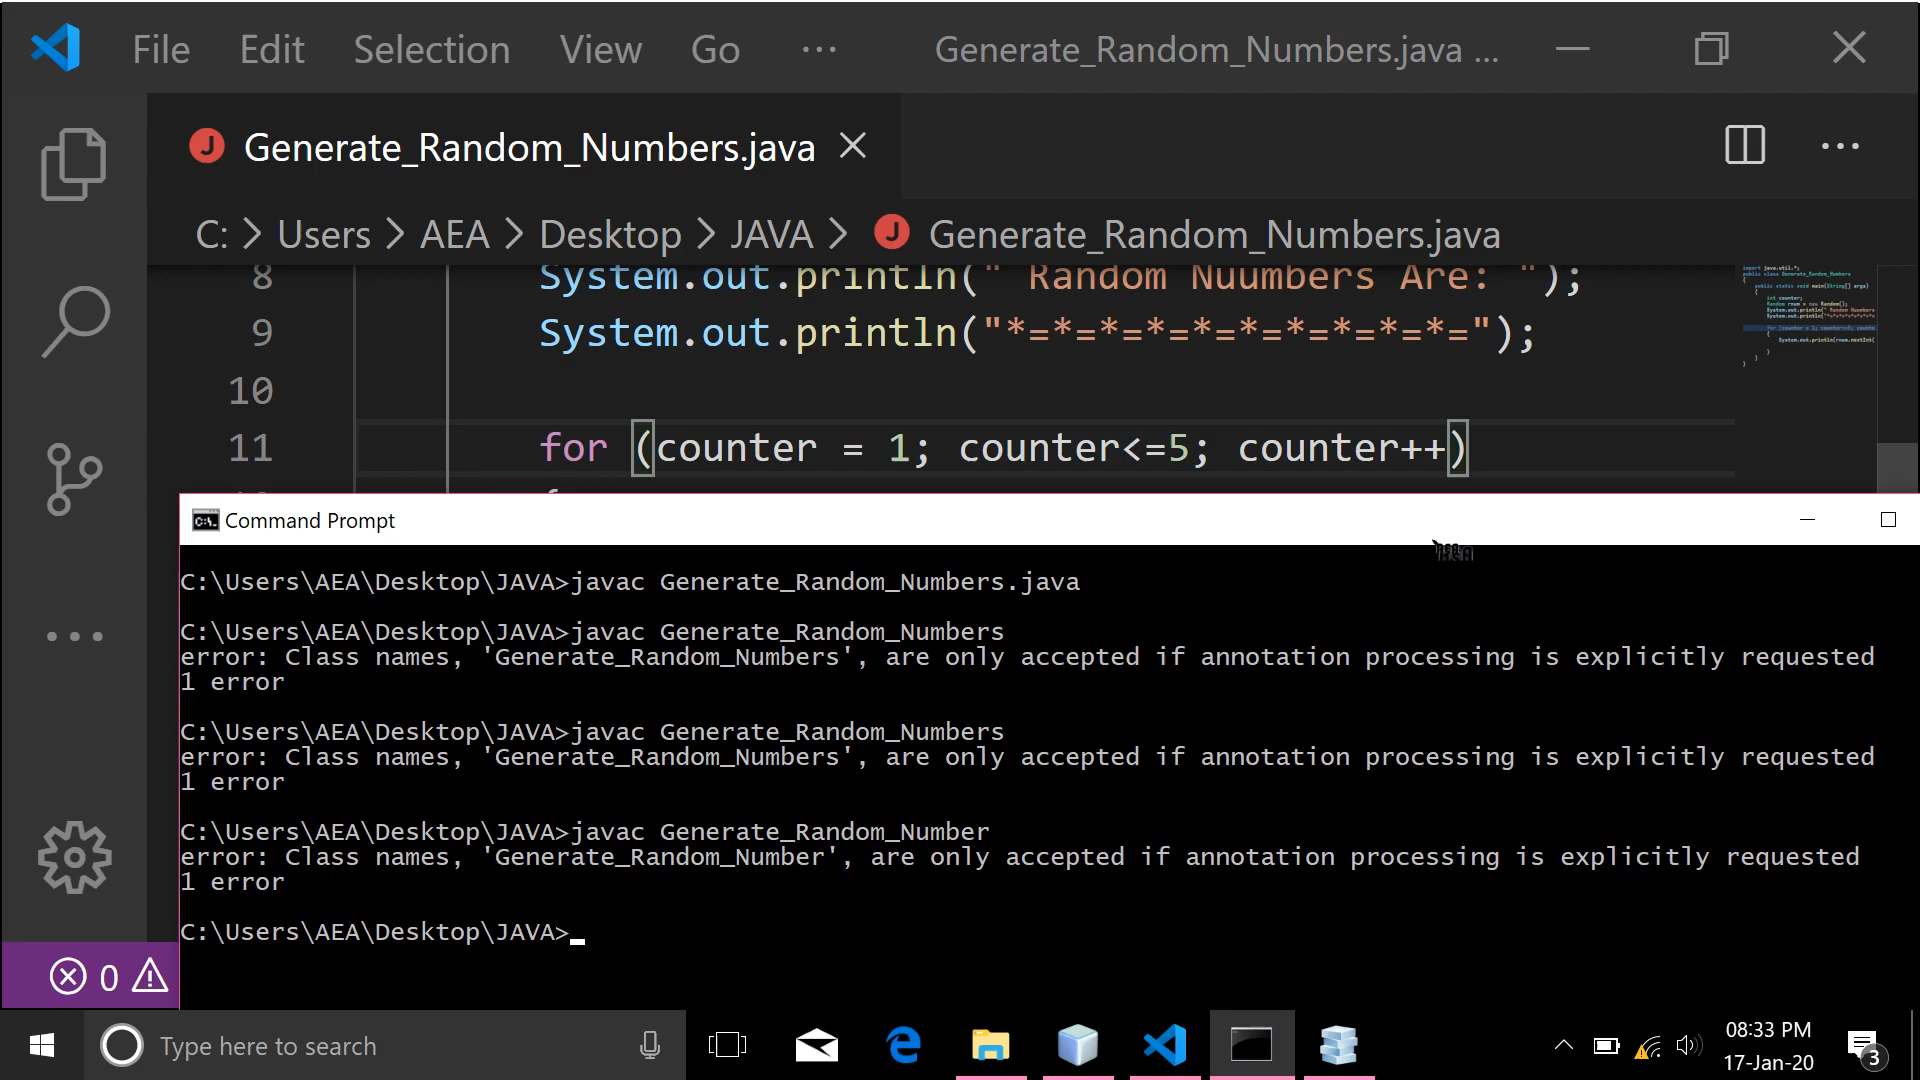 File Edit Selection View Go ··· Generate_Random_Numbers.java ...
Generate_Random_Numbers.java
C: > Users > AEA > Desktop > JAVA > Generate_Random_Numbers.java
8 System.out.println(" Random Nuumbers Are: ");
9 System.out.println("*=*=*=*=*=*=*=*=*=*=");
10
11 for (counter = 1; counter<=5; counter++)
Command Prompt
C:\Users\AEA\Desktop\JAVA>javac Generate_Random_Numbers.java
C:\Users\AEA\Desktop\JAVA>javac Generate_Random_Numbers
error: Class names, 'Generate_Random_Numbers', are only accepted if annotation processing is explicitly requested
1 error
C:\Users\AEA\Desktop\JAVA>javac Generate_Random_Numbers
error: Class names, 'Generate_Random_Numbers', are only accepted if annotation processing is explicitly requested
1 error
C:\Users\AEA\Desktop\JAVA>javac Generate_Random_Number
error: Class names, 'Generate_Random_Number', are only accepted if annotation processing is explicitly requested
1 error
C:\Users\AEA\Desktop\JAVA>
0
Type here to search
08:33 PM
17-Jan-20
3